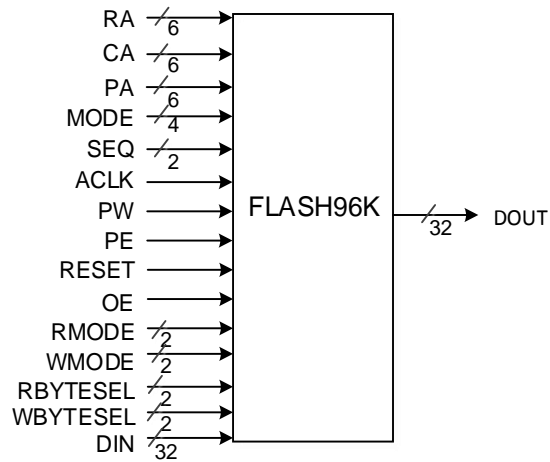 RA
6
CA
6
PA
6
MODE
4
SEQ
2
ACLK
PW
PE
RESET
OE
RMODE
2
WMODE
2
RBYTESEL
2
WBYTESEL
2
DIN
32
FLASH96K
32
DOUT